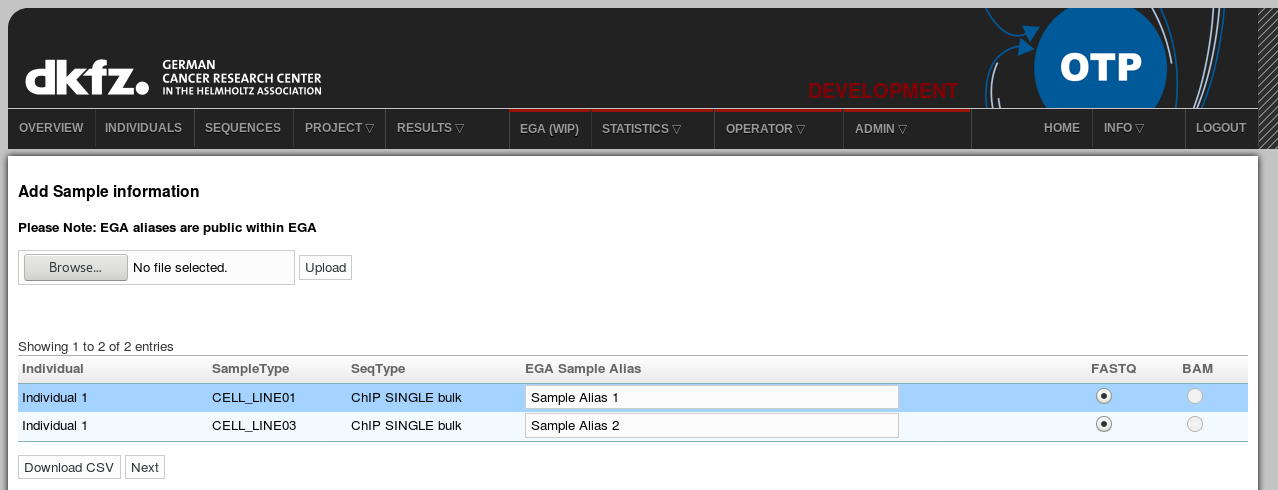 dkfz.
GERMAN
CANCER RESEARCH CENTER
IN THE HELMHOLTZ ASSOCIATION
DEVELOPMENT
OTP
OVERVIEW INDIVIDUALS SEQUENCES PROJECT ▽ RESULTS ▽ EGA (WIP) STATISTICS ▽ OPERATOR ▽ ADMIN ▽ HOME INFO ▽ LOGOUT
Add Sample information
Please Note: EGA aliases are public within EGA
Browse... No file selected. Upload
Showing 1 to 2 of 2 entries
Individual SampleType SeqType EGA Sample Alias FASTQ BAM
Individual 1 CELL_LINE01 ChIP SINGLE bulk Sample Alias 1
Individual 1 CELL_LINE03 ChIP SINGLE bulk Sample Alias 2
Download CSV Next